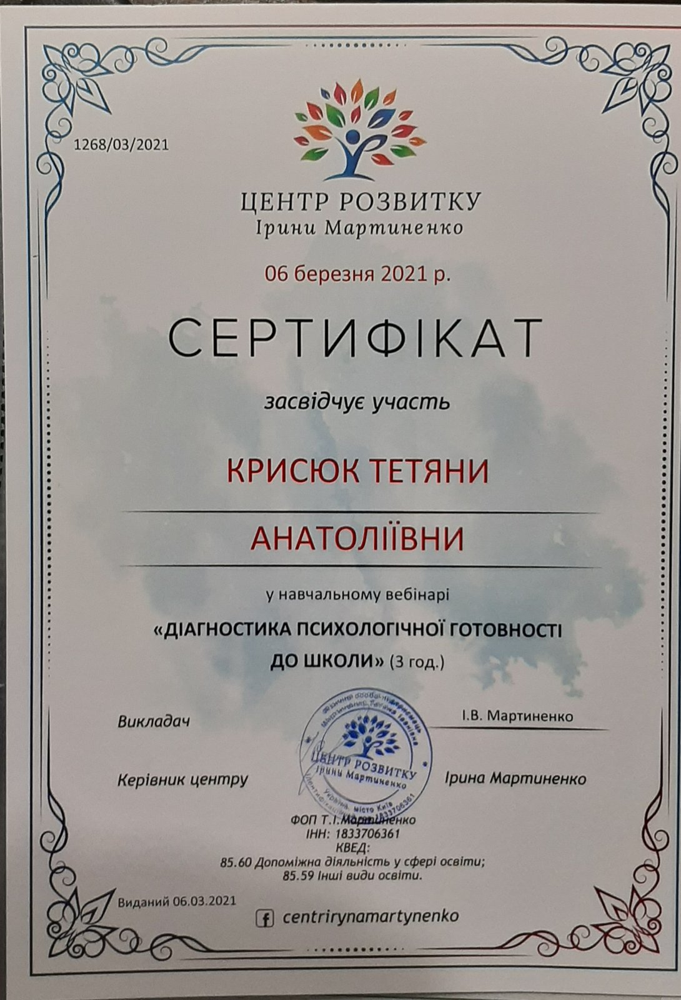 1268/03/2021
ЦЕНТР РОЗВИТКУ
Ірини Мартиненко
06 березня 2021 р.
СЕРТИФІКАТ
засвідчує участь
КРИСЮК ТЕТЯНИ
АНАТОЛІЇВНИ
у навчальному вебінарі
«ДІАГНОСТИКА ПСИХОЛОГІЧНОЇ ГОТОВНОСТІ
ДО ШКОЛИ» (3 год.)
Викладач
І.В. Мартиненко
Керівник центру
Ірина Мартиненко
ЦЕНТР РОЗВИТКУ
Ірини Мартиненко
Україна, місто Київ
1833706361
ФОП Т.І.Мартиненко
ІНН: 1833706361
КВЕД:
85.60 Допоміжна діяльність у сфері освіти;
85.59 Інші види освіти.
Виданий 06.03.2021
centrirynamartynenko